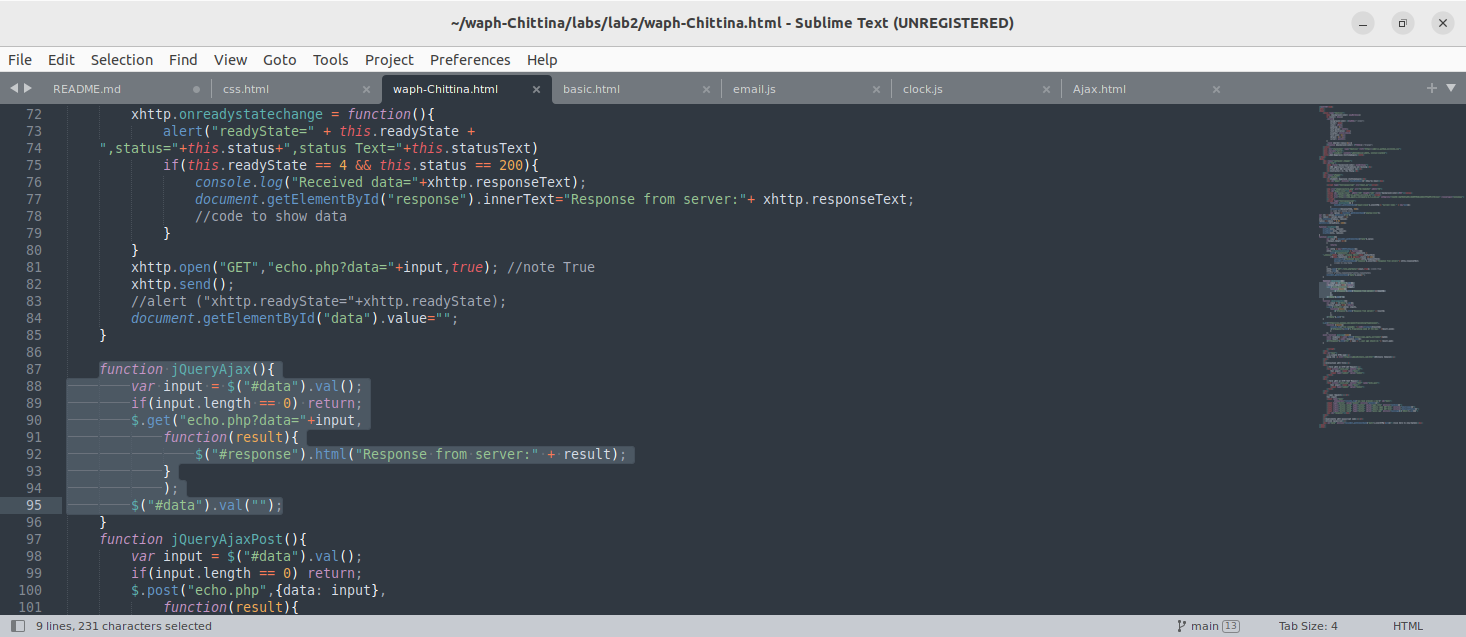 ~/waph-Chittina/labs/lab2/waph-Chittina.html - Sublime Text (UNREGISTERED)
File Edit Selection Find View Goto Tools Project Preferences Help
README.md css.html waph-Chittina.html basic.html email.js clock.js Ajax.html
72 xhttp.onreadystatechange = function(){
73 alert("readyState=" + this.readyState +
74 ",status="+this.status+",status Text="+this.statusText)
75 if(this.readyState == 4 && this.status == 200){
76 console.log("Received data="+xhttp.responseText);
77 document.getElementById("response").innerText="Response from server:"+ xhttp.responseText;
78 //code to show data
79 }
80 }
81 xhttp.open("GET","echo.php?data="+input,true); //note True
82 xhttp.send();
83 //alert ("xhttp.readyState="+xhttp.readyState);
84 document.getElementById("data").value="";
85 }
86
87 function jQueryAjax(){
88 var input = $("#data").val();
89 if(input.length == 0) return;
90 $.get("echo.php?data="+input,
91 function(result){
92 $("#response").html("Response from server:" + result);
93 }
94 );
95 $("#data").val("");
96 }
97 function jQueryAjaxPost(){
98 var input = $("#data").val();
99 if(input.length == 0) return;
100 $.post("echo.php",{data: input},
101 function(result){
9 lines, 231 characters selected main 13 Tab Size: 4 HTML